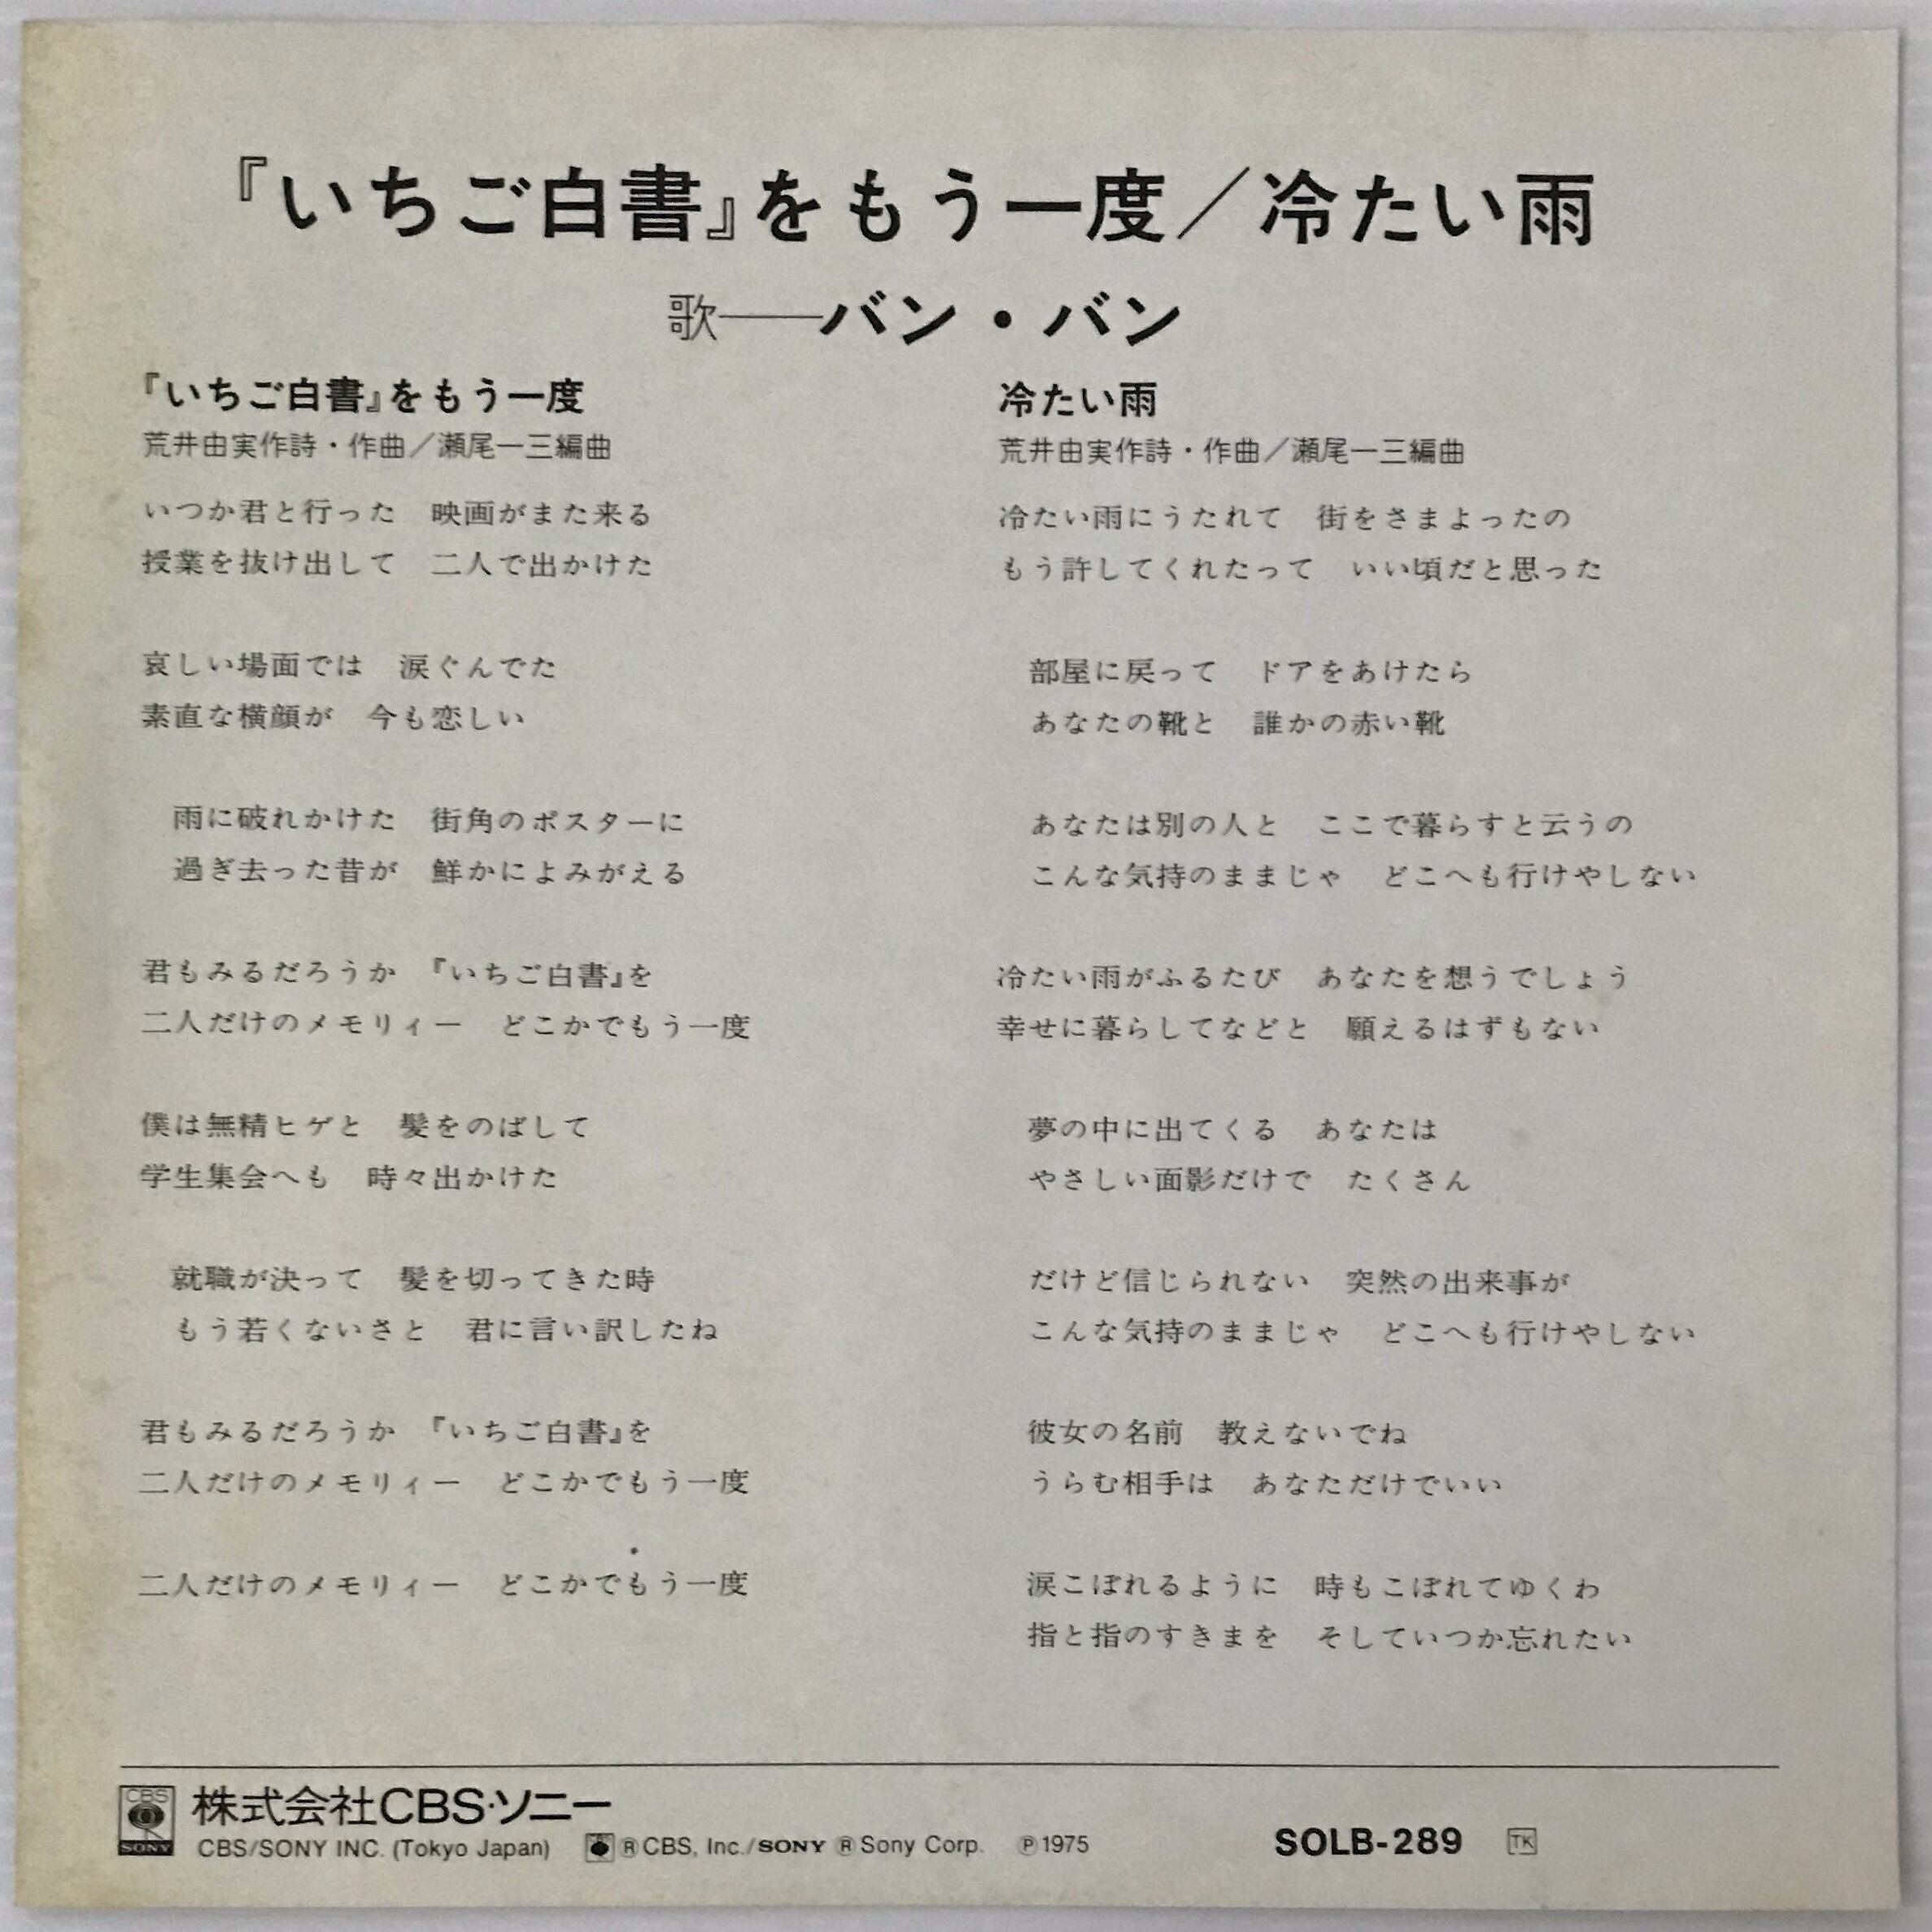 『いちご白書』をもう一度／冷たい雨
歌──バン・バン
『いちご白書』をもう一度
荒井由実作詩・作曲／瀬尾一三編曲
いつか君と行った　映画がまた来る
授業を抜け出して　二人で出かけた
哀しい場面では　涙ぐんでた
素直な横顔が　今も恋しい
雨に破れかけた　街角のポスターに
過ぎ去った昔が　鮮かによみがえる
君もみるだろうか　『いちご白書』を
二人だけのメモリィー　どこかでもう一度
僕は無精ヒゲと　髪をのばして
学生集会へも　時々出かけた
就職が決って　髪を切ってきた時
もう若くないさと　君に言い訳したね
君もみるだろうか　『いちご白書』を
二人だけのメモリィー　どこかでもう一度
二人だけのメモリィー　どこかでもう一度
冷たい雨
荒井由実作詩・作曲／瀬尾一三編曲
冷たい雨にうたれて　街をさまよったの
もう許してくれたって　いい頃だと思った
部屋に戻って　ドアをあけたら
あなたの靴と　誰かの赤い靴
あなたは別の人と　ここで暮らすと云うの
こんな気持のままじゃ　どこへも行けやしない
冷たい雨がふるたび　あなたを想うでしょう
幸せに暮らしてなどと　願えるはずもない
夢の中に出てくる　あなたは
やさしい面影だけで　たくさん
だけど信じられない　突然の出来事が
こんな気持のままじゃ　どこへも行けやしない
彼女の名前　教えないでね
うらむ相手は　あなただけでいい
涙こぼれるように　時もこぼれてゆくわ
指と指のすきまを　そしていつか忘れたい
CBS SONY
株式会社CBS・ソニー
CBS/SONY INC. (Tokyo Japan)　®CBS, Inc./SONY ®Sony Corp.　℗1975
SOLB-289　TK